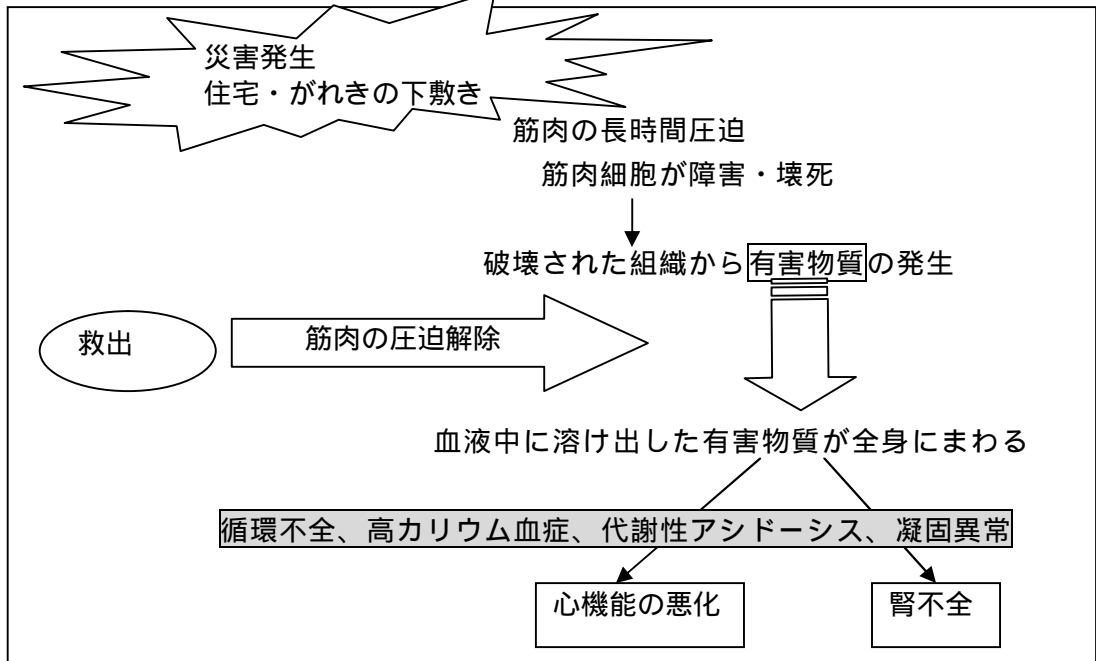 災害発生
住宅・がれきの下敷き
筋肉の長時間圧迫
筋肉細胞が障害・壊死
破壊された組織から有害物質の発生
救出
筋肉の圧迫解除
血液中に溶け出した有害物質が全身にまわる
循環不全、高カリウム血症、代謝性アシドーシス、凝固異常
心機能の悪化
腎不全